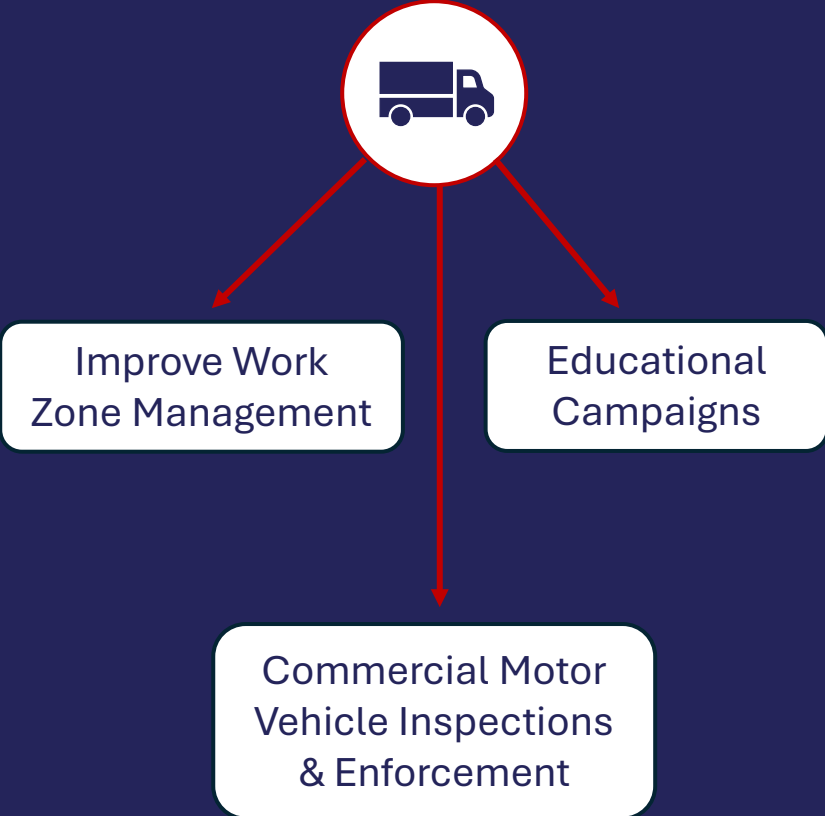 Improve Work
Zone Management
Educational
Campaigns
Commercial Motor
Vehicle Inspections
& Enforcement